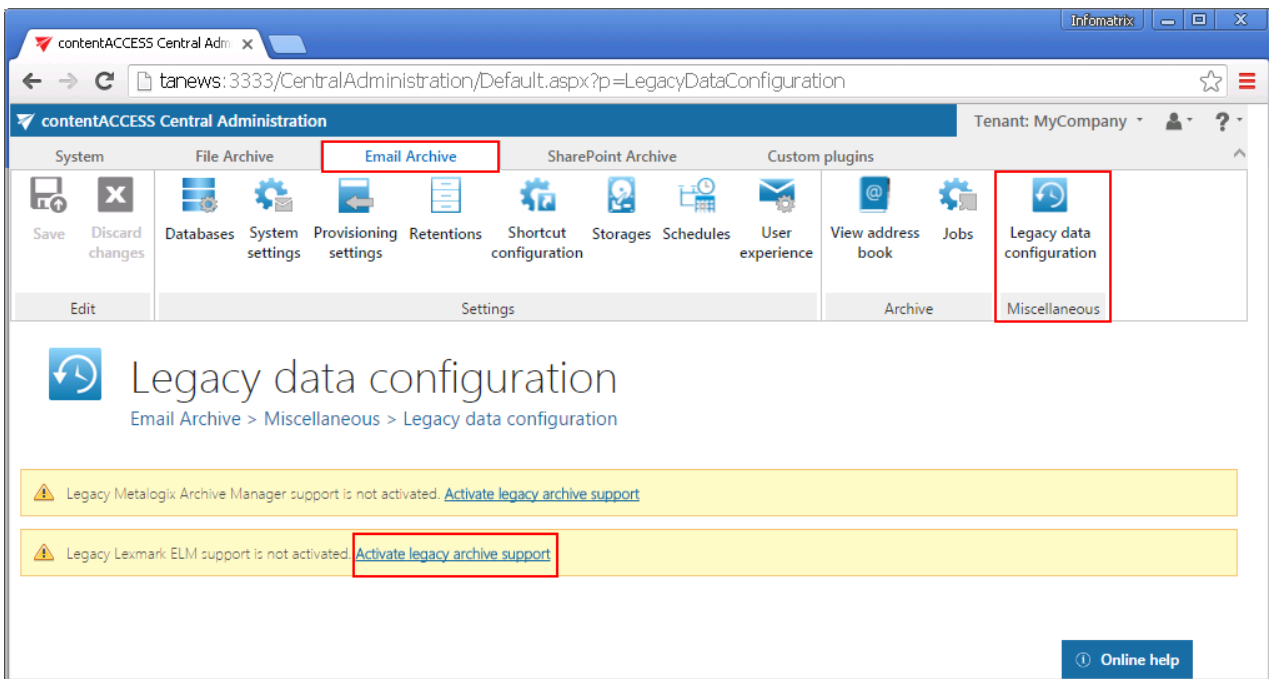 Infomatrix
contentACCESS Central Adm
tanews:3333/CentralAdministration/Default.aspx?p=LegacyDataConfiguration
contentACCESS Central Administration
Tenant: MyCompany
?
System
File Archive
Email Archive
SharePoint Archive
Custom plugins
Save
Discard changes
Databases
System settings
Provisioning settings
Retentions
Shortcut configuration
Storages
Schedules
User experience
View address book
Jobs
Legacy data configuration
Edit
Settings
Archive
Miscellaneous
Legacy data configuration
Email Archive > Miscellaneous > Legacy data configuration
Legacy Metalogix Archive Manager support is not activated. Activate legacy archive support
Legacy Lexmark ELM support is not activated. Activate legacy archive support
Online help